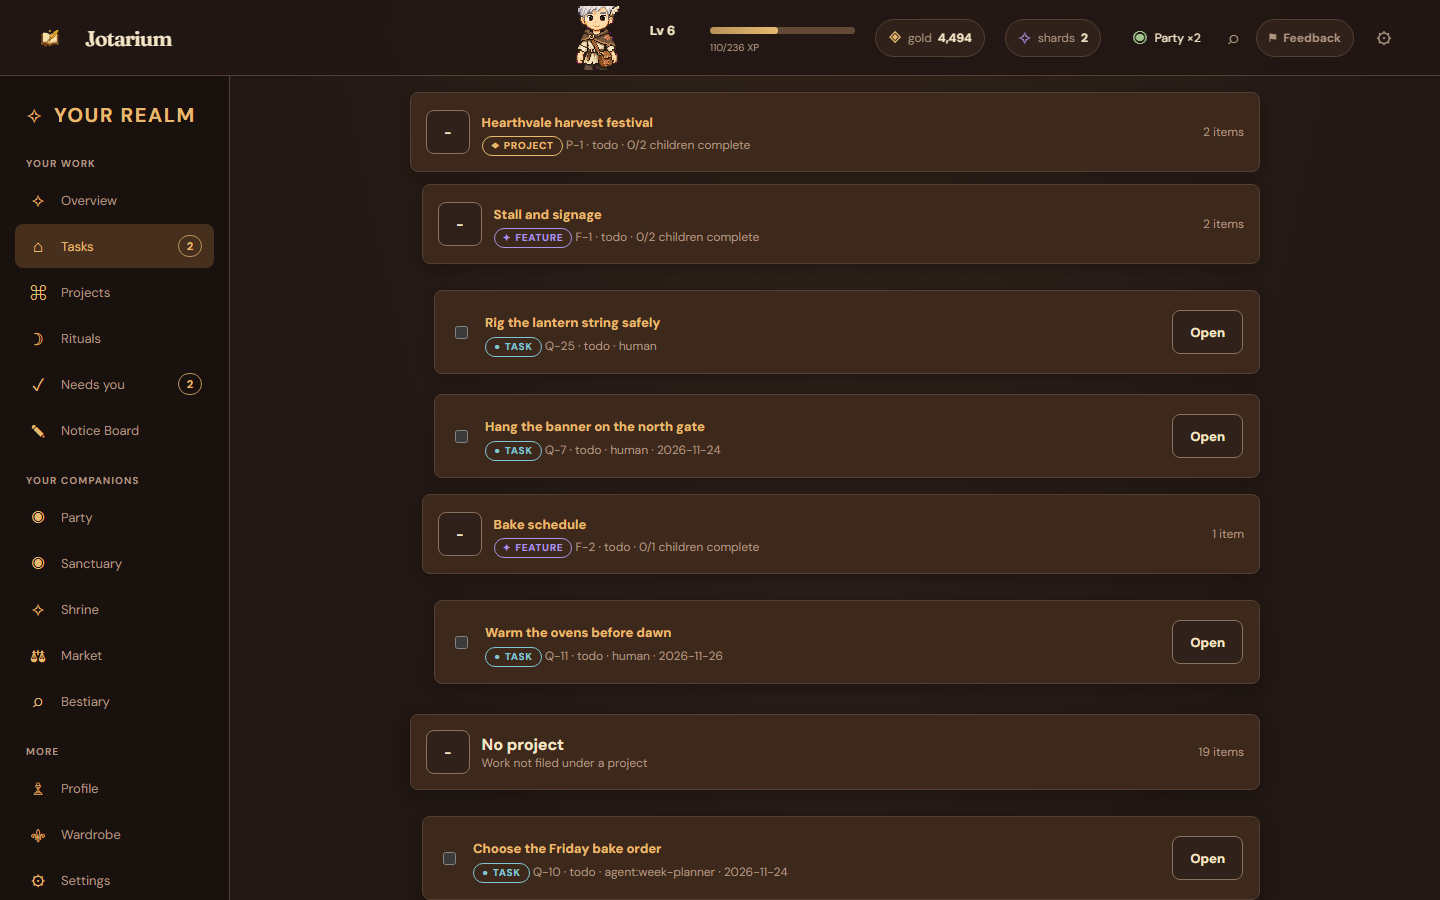 Jotarium
Lv 6
110/236 XP
gold 4,494
shards 2
Party ×2
Feedback
YOUR REALM
YOUR WORK
Overview
Tasks 2
Projects
Rituals
Needs you 2
Notice Board
YOUR COMPANIONS
Party
Sanctuary
Shrine
Market
Bestiary
MORE
Profile
Wardrobe
Settings
-
Hearthvale harvest festival
PROJECT P-1 · todo · 0/2 children complete
2 items
-
Stall and signage
FEATURE F-1 · todo · 0/2 children complete
2 items
Rig the lantern string safely
TASK Q-25 · todo · human
Open
Hang the banner on the north gate
TASK Q-7 · todo · human · 2026-11-24
Open
-
Bake schedule
FEATURE F-2 · todo · 0/1 children complete
1 item
Warm the ovens before dawn
TASK Q-11 · todo · human · 2026-11-26
Open
-
No project
Work not filed under a project
19 items
Choose the Friday bake order
TASK Q-10 · todo · agent:week-planner · 2026-11-24
Open